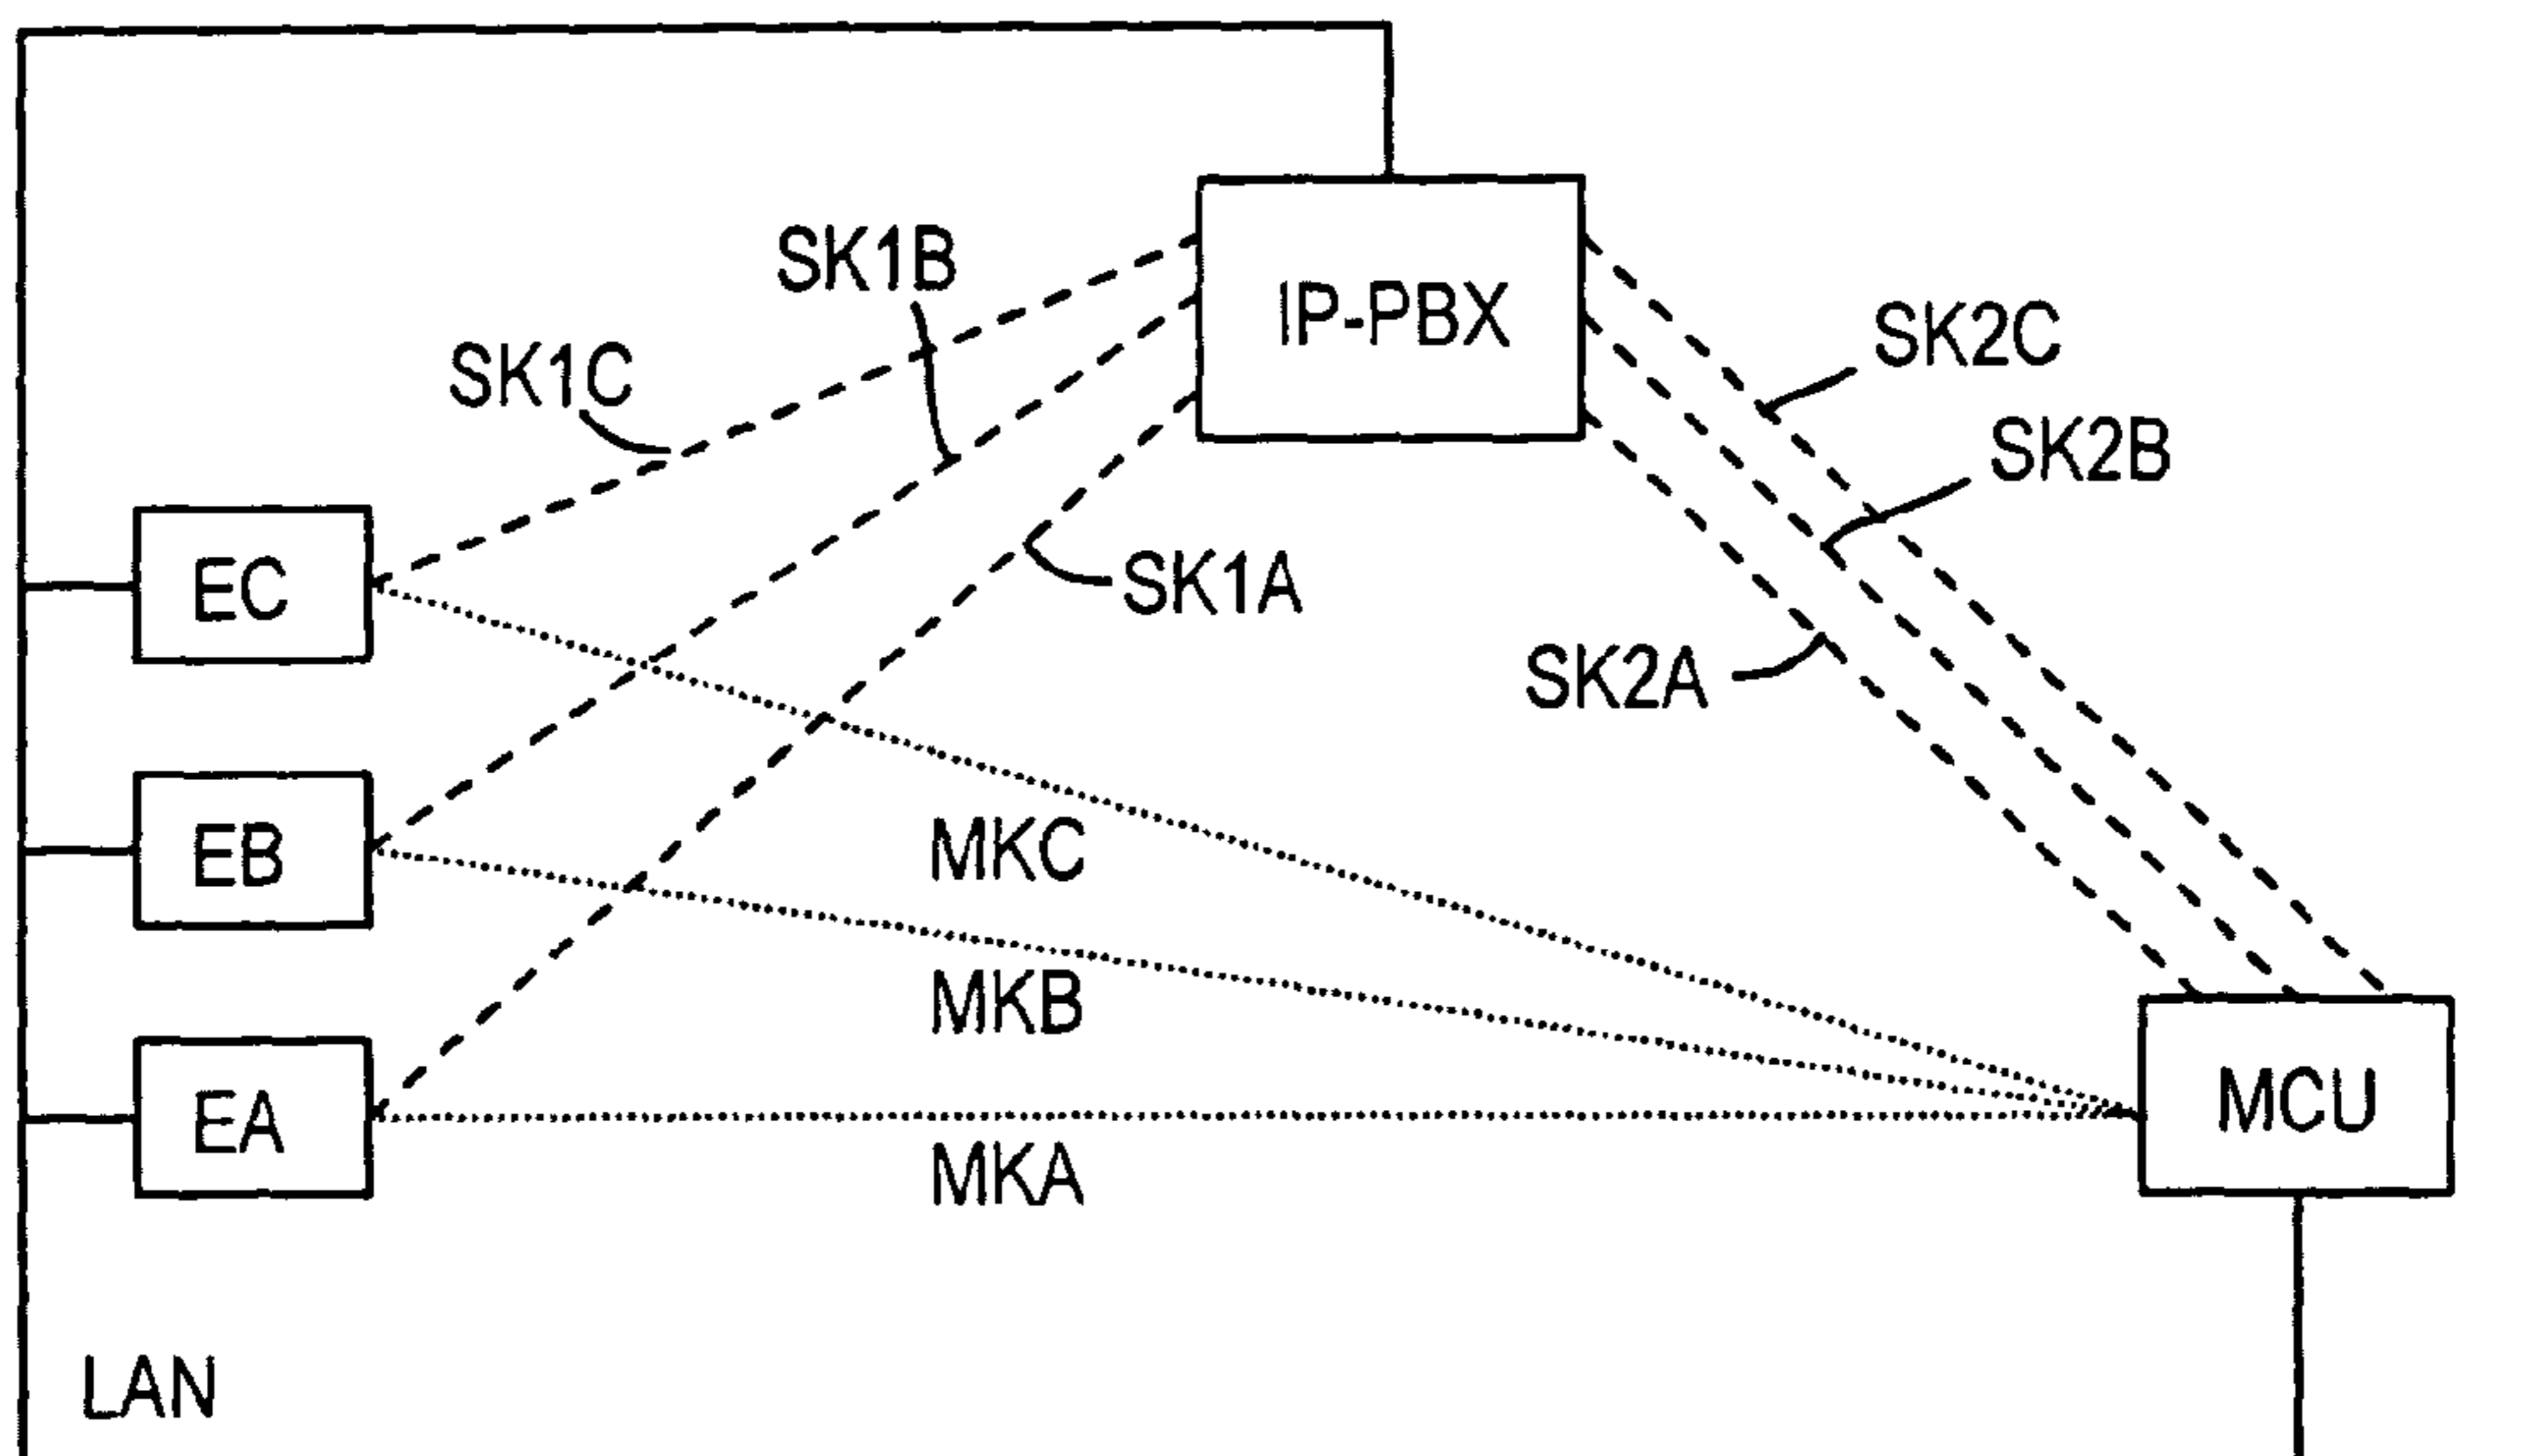 SK1B
IP-PBX
SK2C
SK1C
SK2B
EC
SK1A
SK2A
EB
MKC
MKB
EA
MCU
MKA
LAN